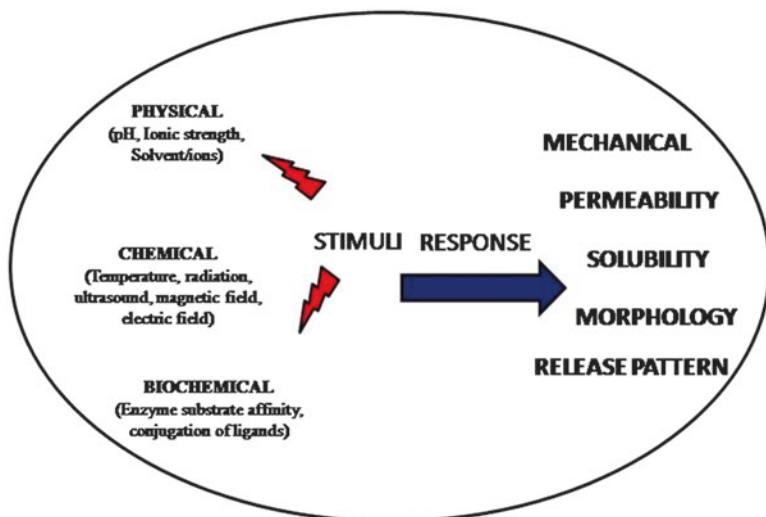 PHYSICAL
(pH, Ionic strength,
Solvent/ions)
CHEMICAL
(Temperature, radiation,
ultrasound, magnetic field,
electric field)
BIOCHEMICAL
(Enzyme substrate affinity,
conjugation of ligands)
STIMULI RESPONSE
MECHANICAL
PERMEABILITY
SOLUBILITY
MORPHOLOGY
RELEASE PATTERN